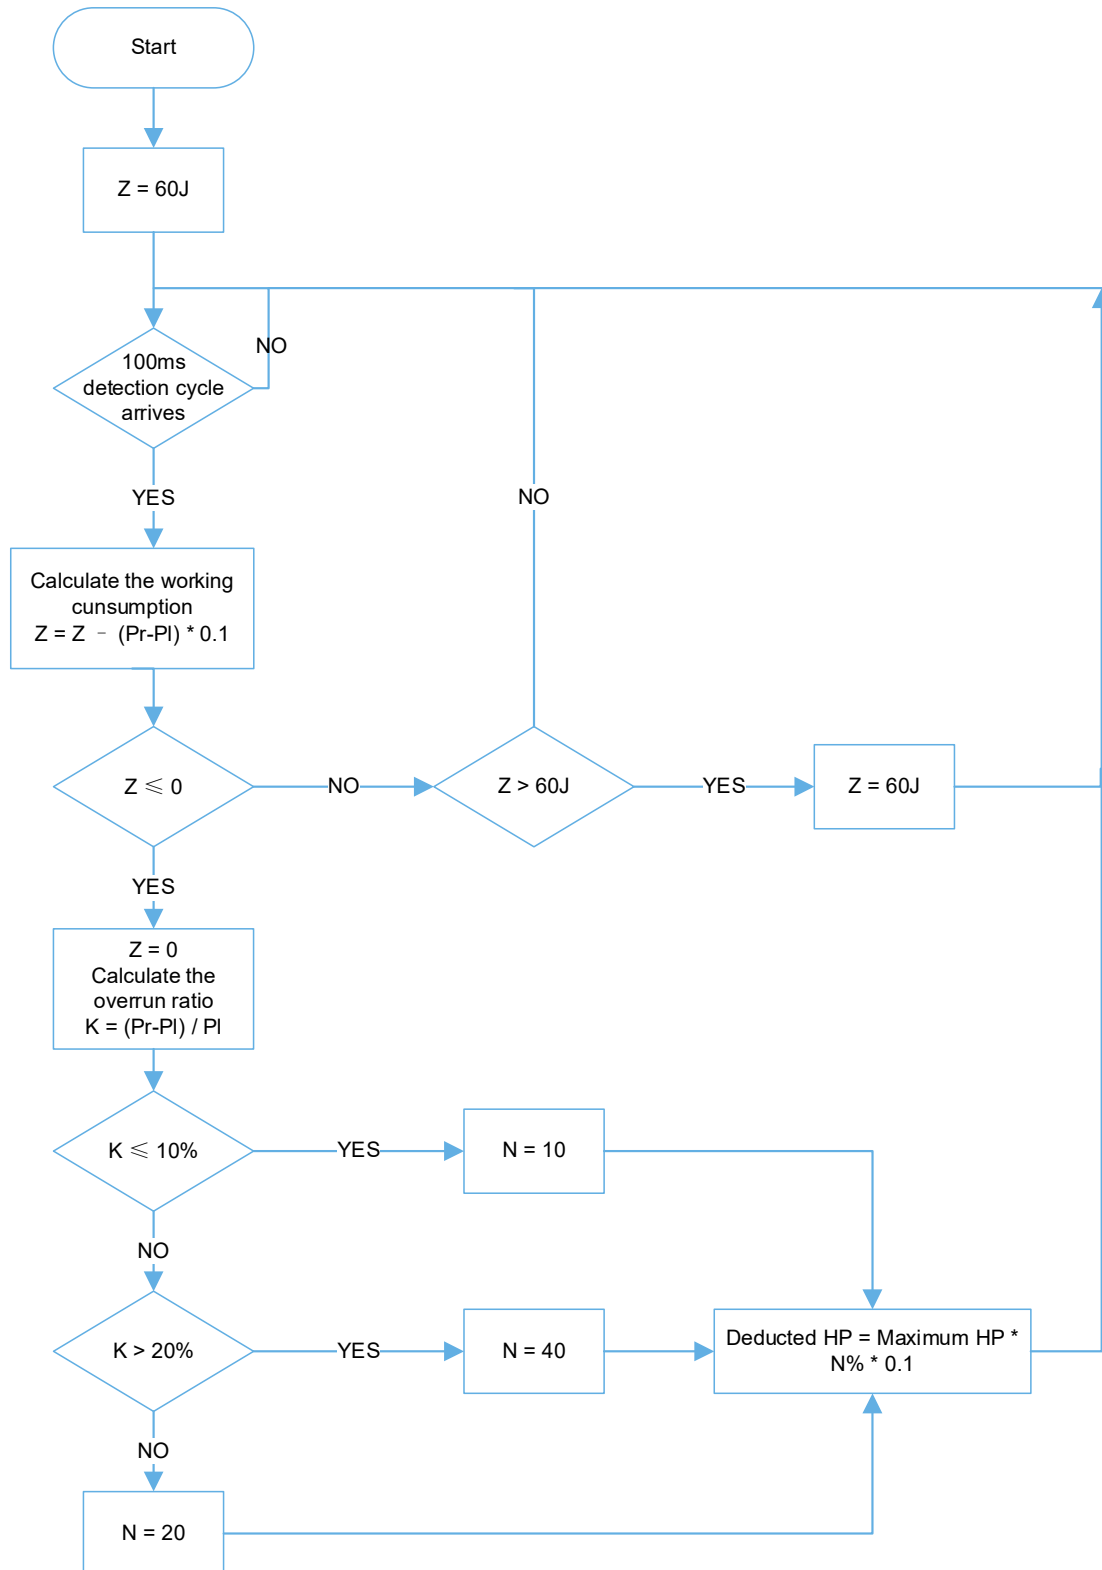 Start
Z = 60J
NO
100ms
detection cycle
arrives
YES
NO
Calculate the working
cunsumption
Z = Z - (Pr-Pl) * 0.1
Z ≤ 0
NO
Z > 60J
YES
Z = 60J
YES
Z = 0
Calculate the
overrun ratio
K = (Pr-Pl) / Pl
K ≤ 10%
YES
N = 10
NO
K > 20%
YES
N = 40
Deducted HP = Maximum HP *
N% * 0.1
NO
N = 20